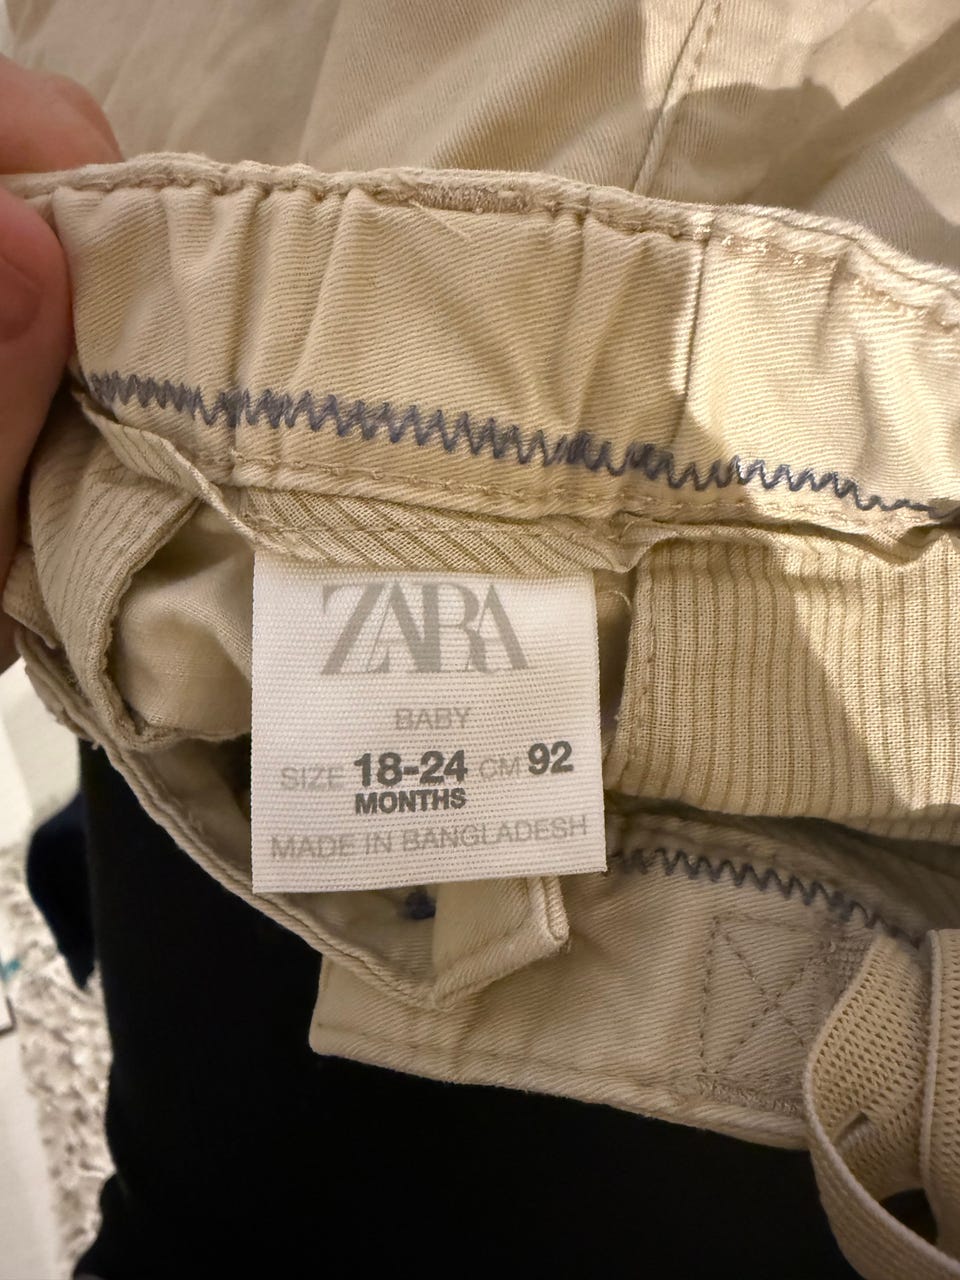 ZARA
BABY
SIZE 18-24 CM 92
MONTHS
MADE IN BANGLADESH